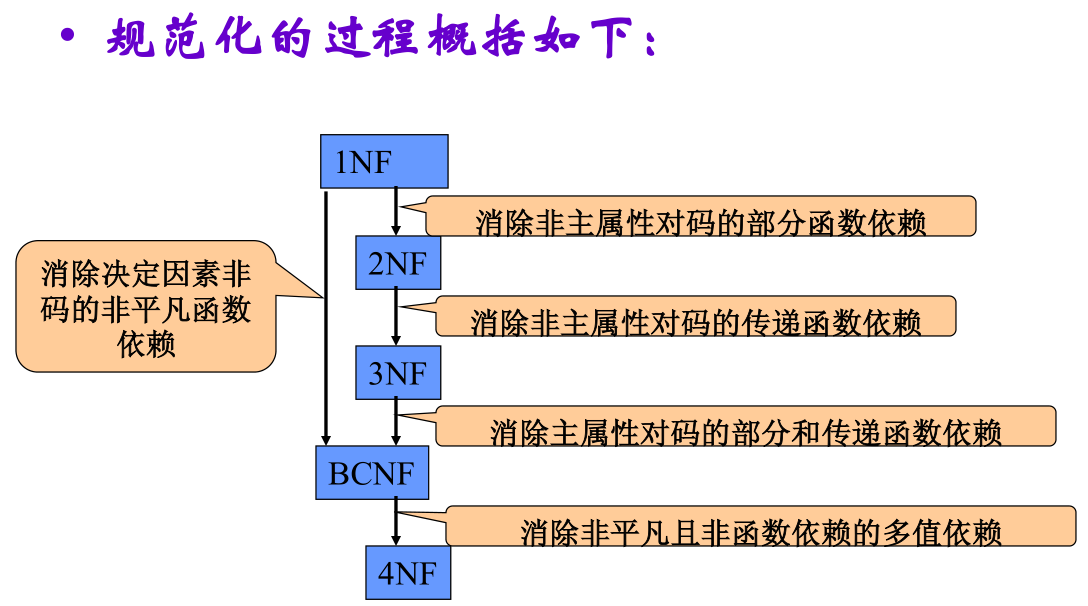 • 规范化的过程概括如下：
1NF
消除非主属性对码的部分函数依赖
2NF
消除决定因素非
码的非平凡函数
依赖
消除非主属性对码的传递函数依赖
3NF
消除主属性对码的部分和传递函数依赖
BCNF
消除非平凡且非函数依赖的多值依赖
4NF